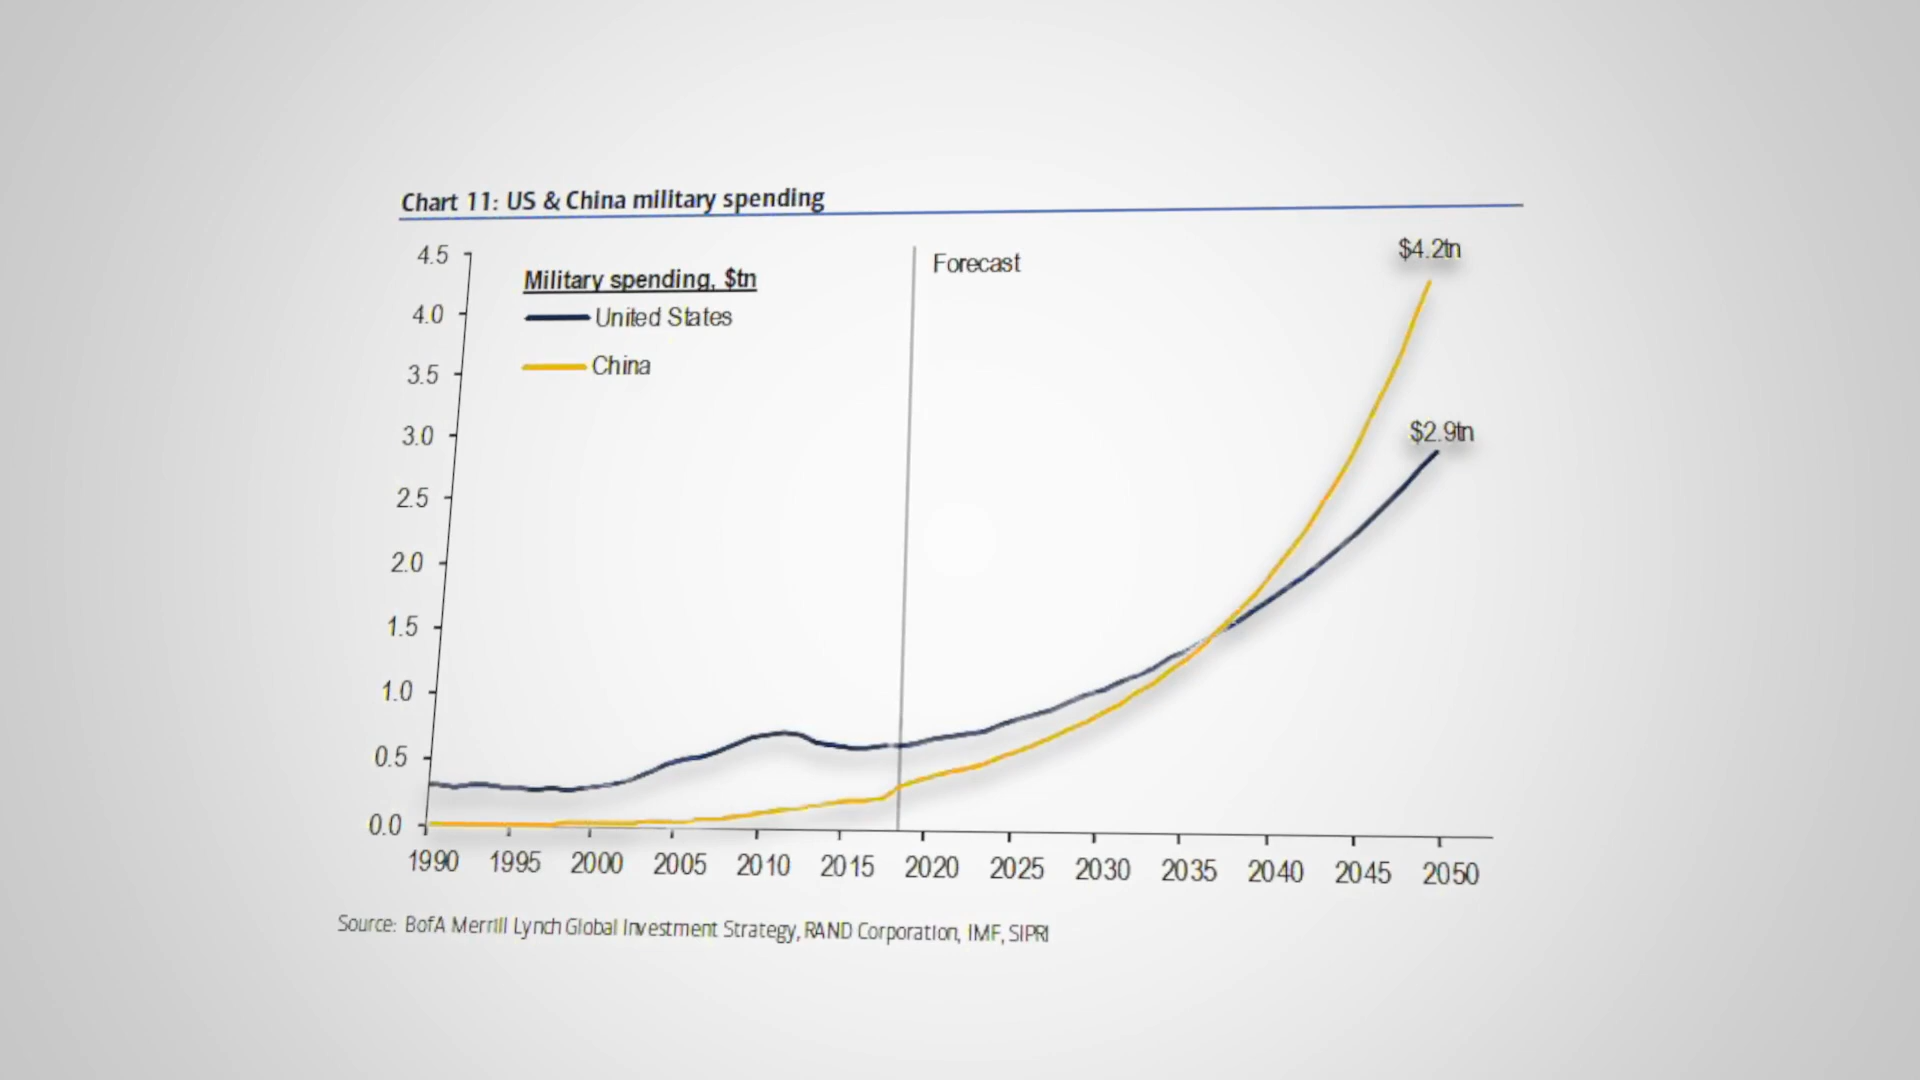 Chart 11: US & China military spending
4.5
4.0
3.5
3.0
2.5
2.0
1.5
1.0
0.5
0.0
Military spending, $tn
United States
China
Forecast
$4.2tn
$2.9tn
1990 1995 2000 2005 2010 2015 2020 2025 2030 2035 2040 2045 2050
Source: BofA Merrill Lynch Global Investment Strategy, RAND Corporation, IMF, SIPRI